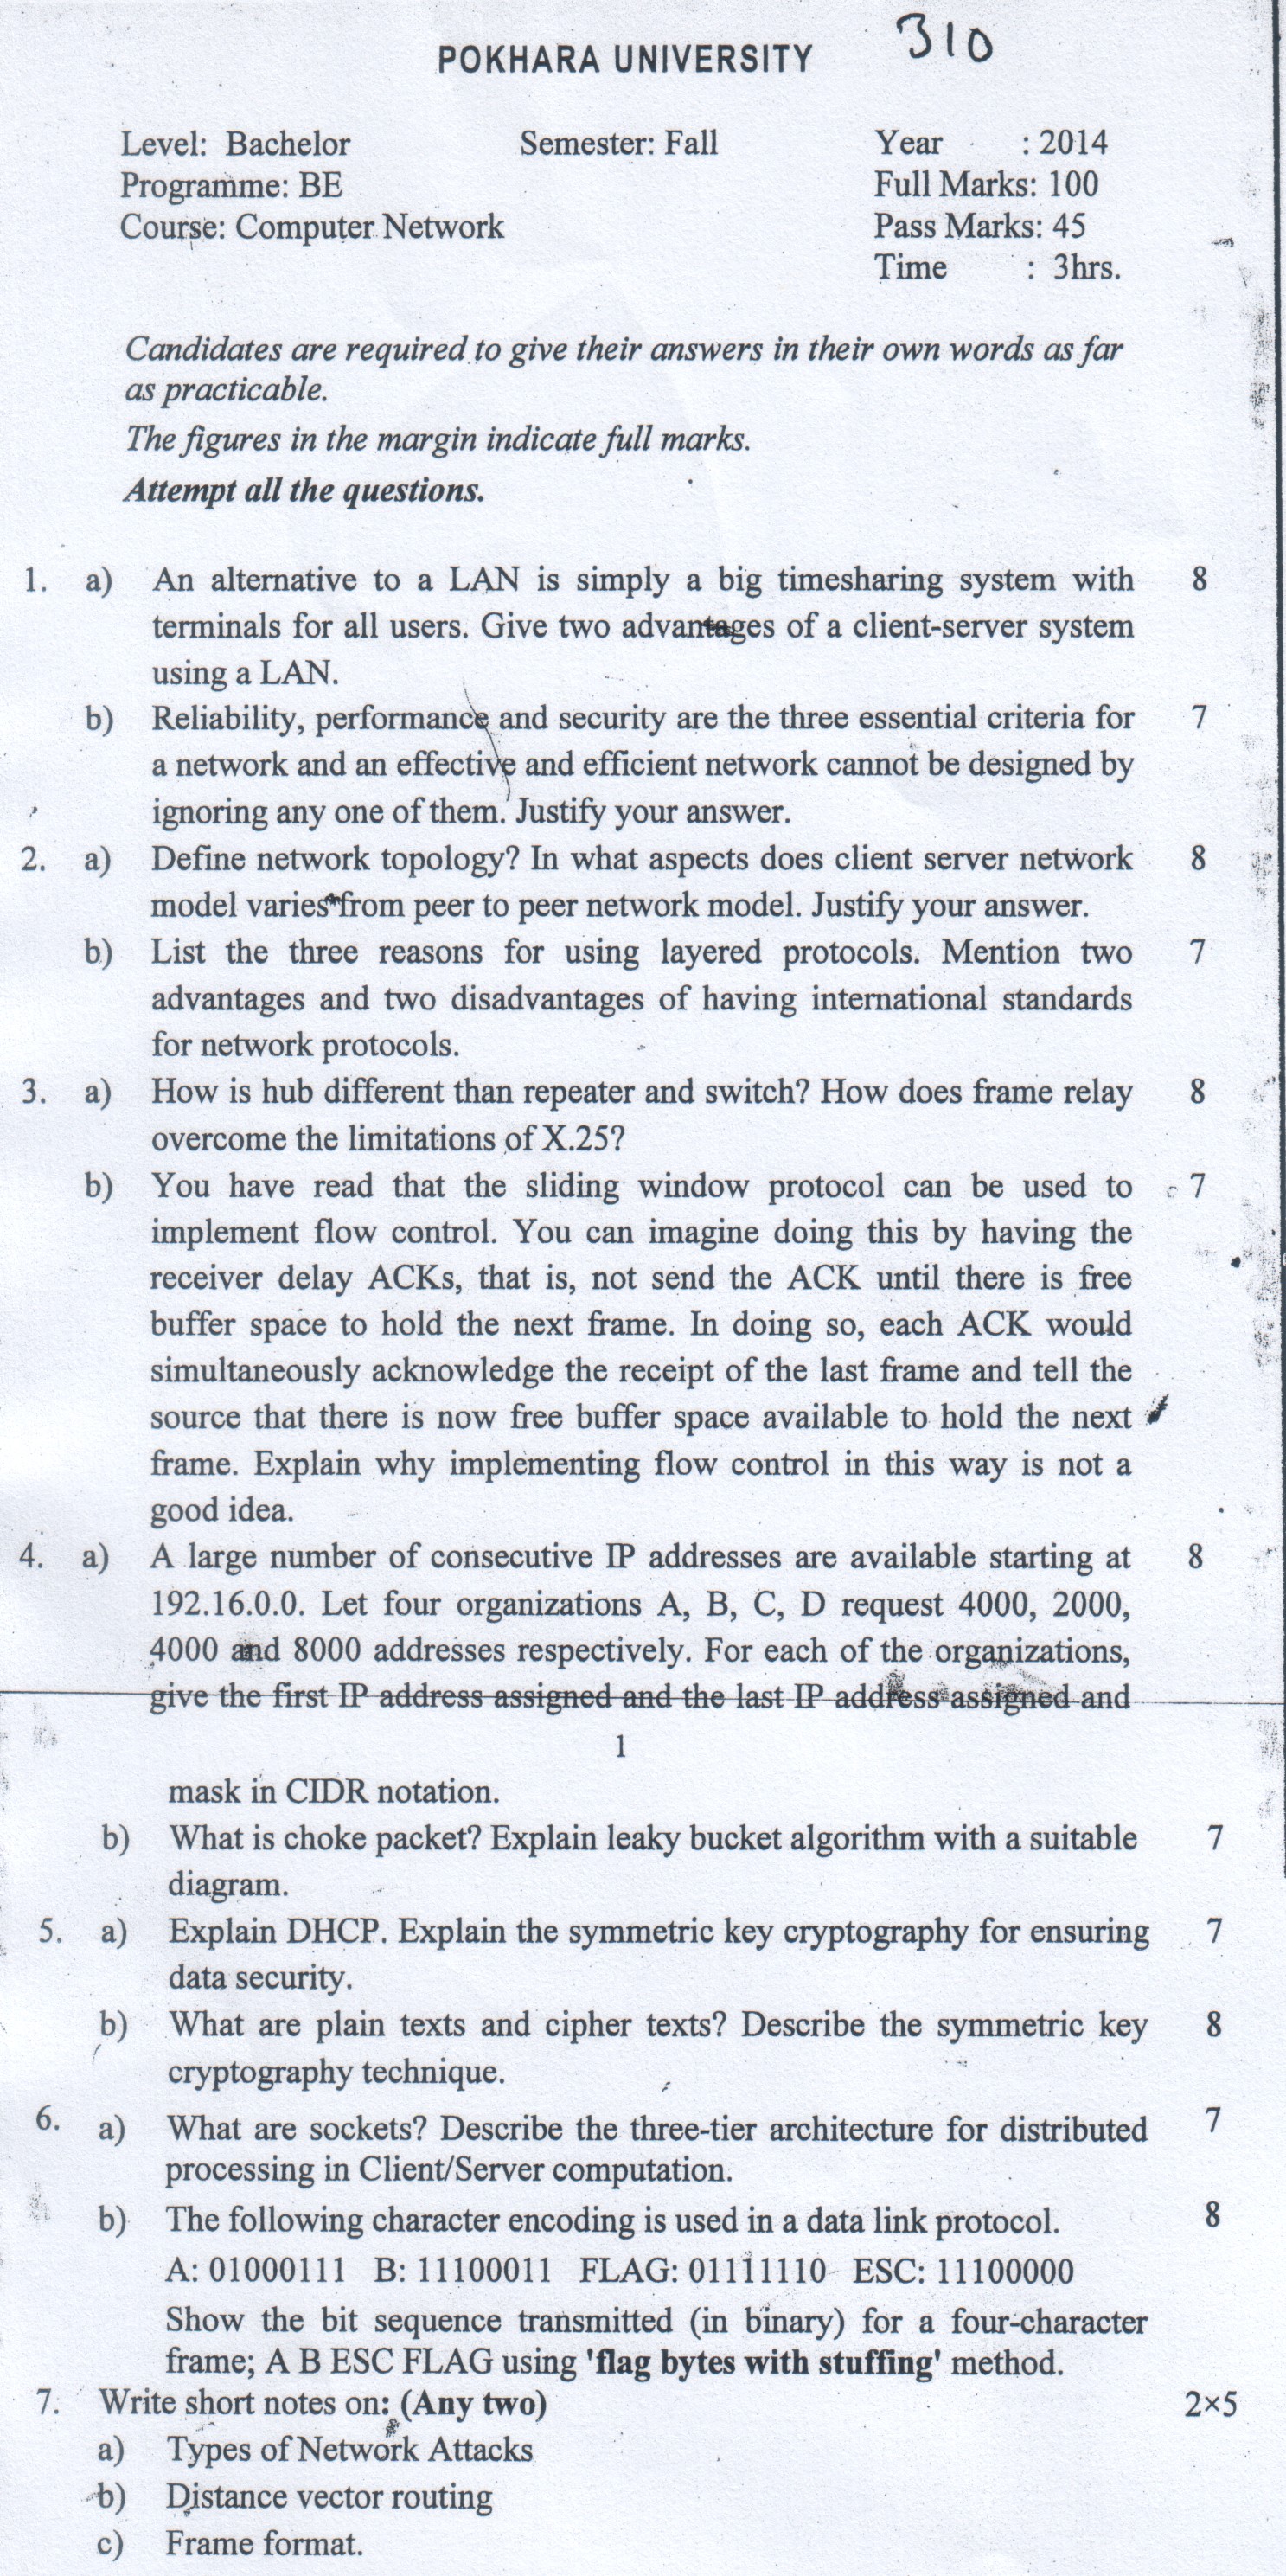 310
POKHARA UNIVERSITY
Level: Bachelor Semester: Fall Year : 2014
Programme: BE Full Marks: 100
Course: Computer Network Pass Marks: 45
Time : 3hrs.
Candidates are required to give their answers in their own words as far
as practicable.
The figures in the margin indicate full marks.
Attempt all the questions.
1. a) An alternative to a LAN is simply a big timesharing system with 8
terminals for all users. Give two advantages of a client-server system
using a LAN.
b) Reliability, performance and security are the three essential criteria for 7
a network and an effective and efficient network cannot be designed by
ignoring any one of them. Justify your answer.
2. a) Define network topology? In what aspects does client server network 8
model varies from peer to peer network model. Justify your answer.
b) List the three reasons for using layered protocols. Mention two 7
advantages and two disadvantages of having international standards
for network protocols.
3. a) How is hub different than repeater and switch? How does frame relay 8
overcome the limitations of X.25?
b) You have read that the sliding window protocol can be used to 7
implement flow control. You can imagine doing this by having the
receiver delay ACKs, that is, not send the ACK until there is free
buffer space to hold the next frame. In doing so, each ACK would
simultaneously acknowledge the receipt of the last frame and tell the
source that there is now free buffer space available to hold the next
frame. Explain why implementing flow control in this way is not a
good idea.
4. a) A large number of consecutive IP addresses are available starting at 8
192.16.0.0. Let four organizations A, B, C, D request 4000, 2000,
4000 and 8000 addresses respectively. For each of the organizations,
give the first IP address assigned and the last IP address assigned and
1
mask in CIDR notation.
b) What is choke packet? Explain leaky bucket algorithm with a suitable 7
diagram.
5. a) Explain DHCP. Explain the symmetric key cryptography for ensuring 7
data security.
b) What are plain texts and cipher texts? Describe the symmetric key 8
cryptography technique.
6. a) What are sockets? Describe the three-tier architecture for distributed 7
processing in Client/Server computation.
b) The following character encoding is used in a data link protocol. 8
A: 01000111 B: 11100011 FLAG: 01111110 ESC: 11100000
Show the bit sequence transmitted (in binary) for a four-character
frame; A B ESC FLAG using 'flag bytes with stuffing' method.
7. Write short notes on: (Any two) 2×5
a) Types of Network Attacks
b) Distance vector routing
c) Frame format.